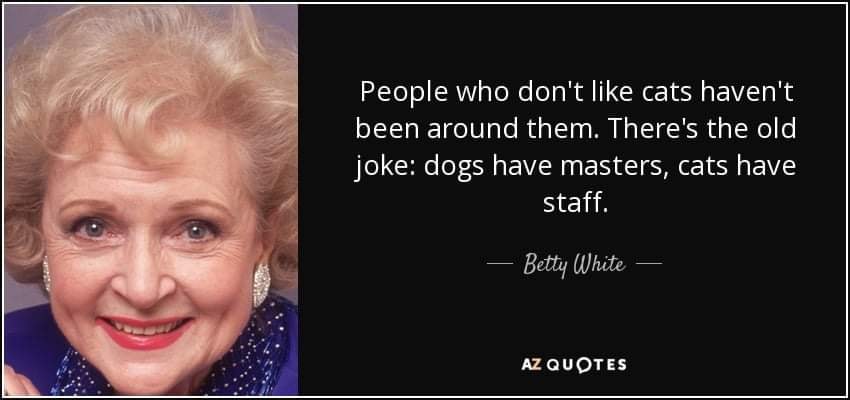 People who don't like cats haven't
been around them. There's the old
joke: dogs have masters, cats have
staff.
Betty White
AZ QUOTES